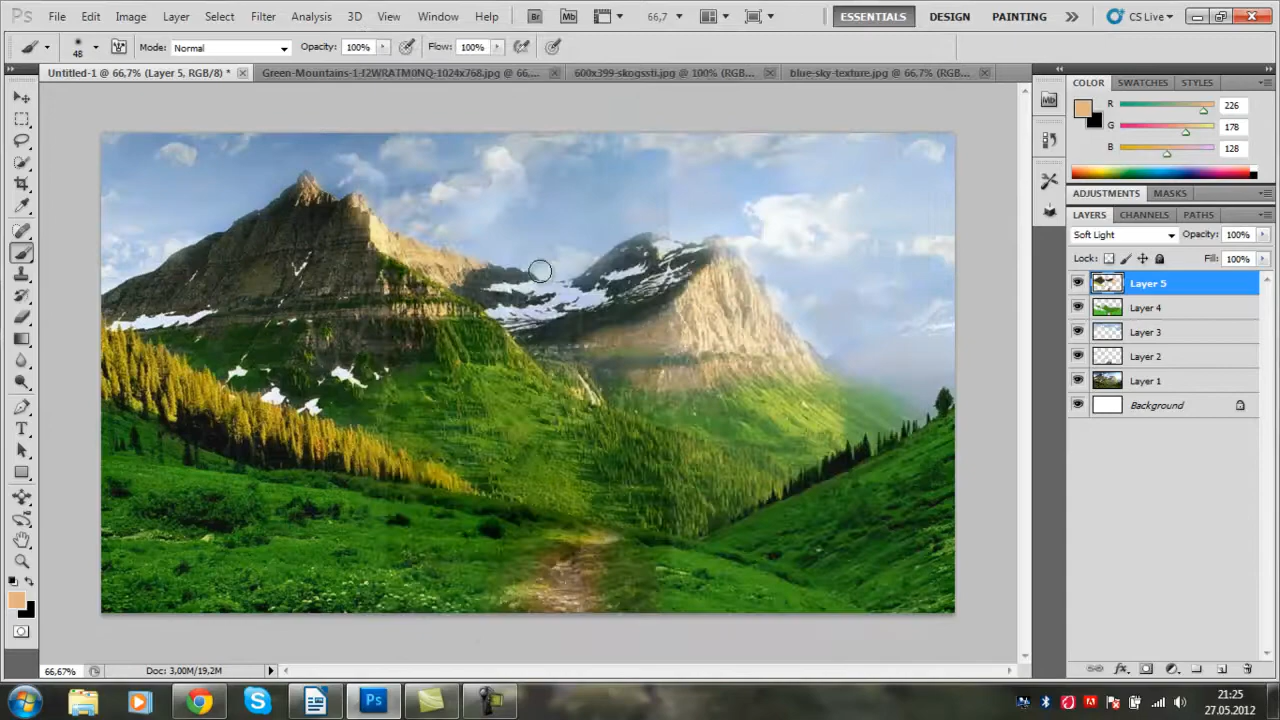 Ps File Edit Image Layer Select Filter Analysis 3D View Window Help Br Mb 66,7 ESSENTIALS DESIGN PAINTING CS Live
48 Mode: Normal Opacity: 100% Flow: 100%
Untitled-1 @ 66,7% (Layer 5, RGB/8) * Green-Mountains-1-I2WRATM0NQ-1024x768.jpg @ 66,... 600x399-skogssti.jpg @ 100% (RGB... blue-sky-texture.jpg @ 66,7% (RGB...
COLOR SWATCHES STYLES
R 226
G 178
B 128
ADJUSTMENTS MASKS
LAYERS CHANNELS PATHS
Soft Light Opacity: 100%
Lock: Fill: 100%
Layer 5
Layer 4
Layer 3
Layer 2
Layer 1
Background
66,67% Doc: 3,00M/19,2M
Ps 21:25
27.05.2012